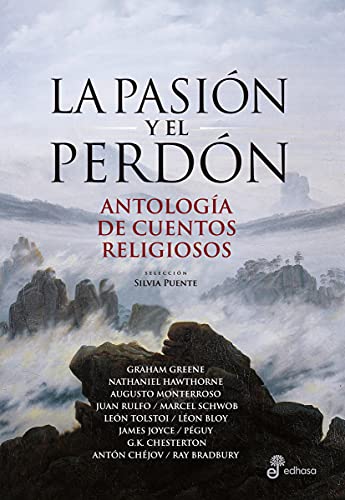 LA PASIÓN
Y EL
PERDÓN
ANTOLOGÍA
DE CUENTOS
RELIGIOSOS
SELECCIÓN
SILVIA PUENTE
GRAHAM GREENE
NATHANIEL HAWTHORNE
AUGUSTO MONTERROSO
JUAN RULFO / MARCEL SCHWOB
LEÓN TOLSTOI / LÉON BLOY
JAMES JOYCE / PÉGUY
G.K. CHESTERTON
ANTÓN CHÉJOV / RAY BRADBURY
edhasa